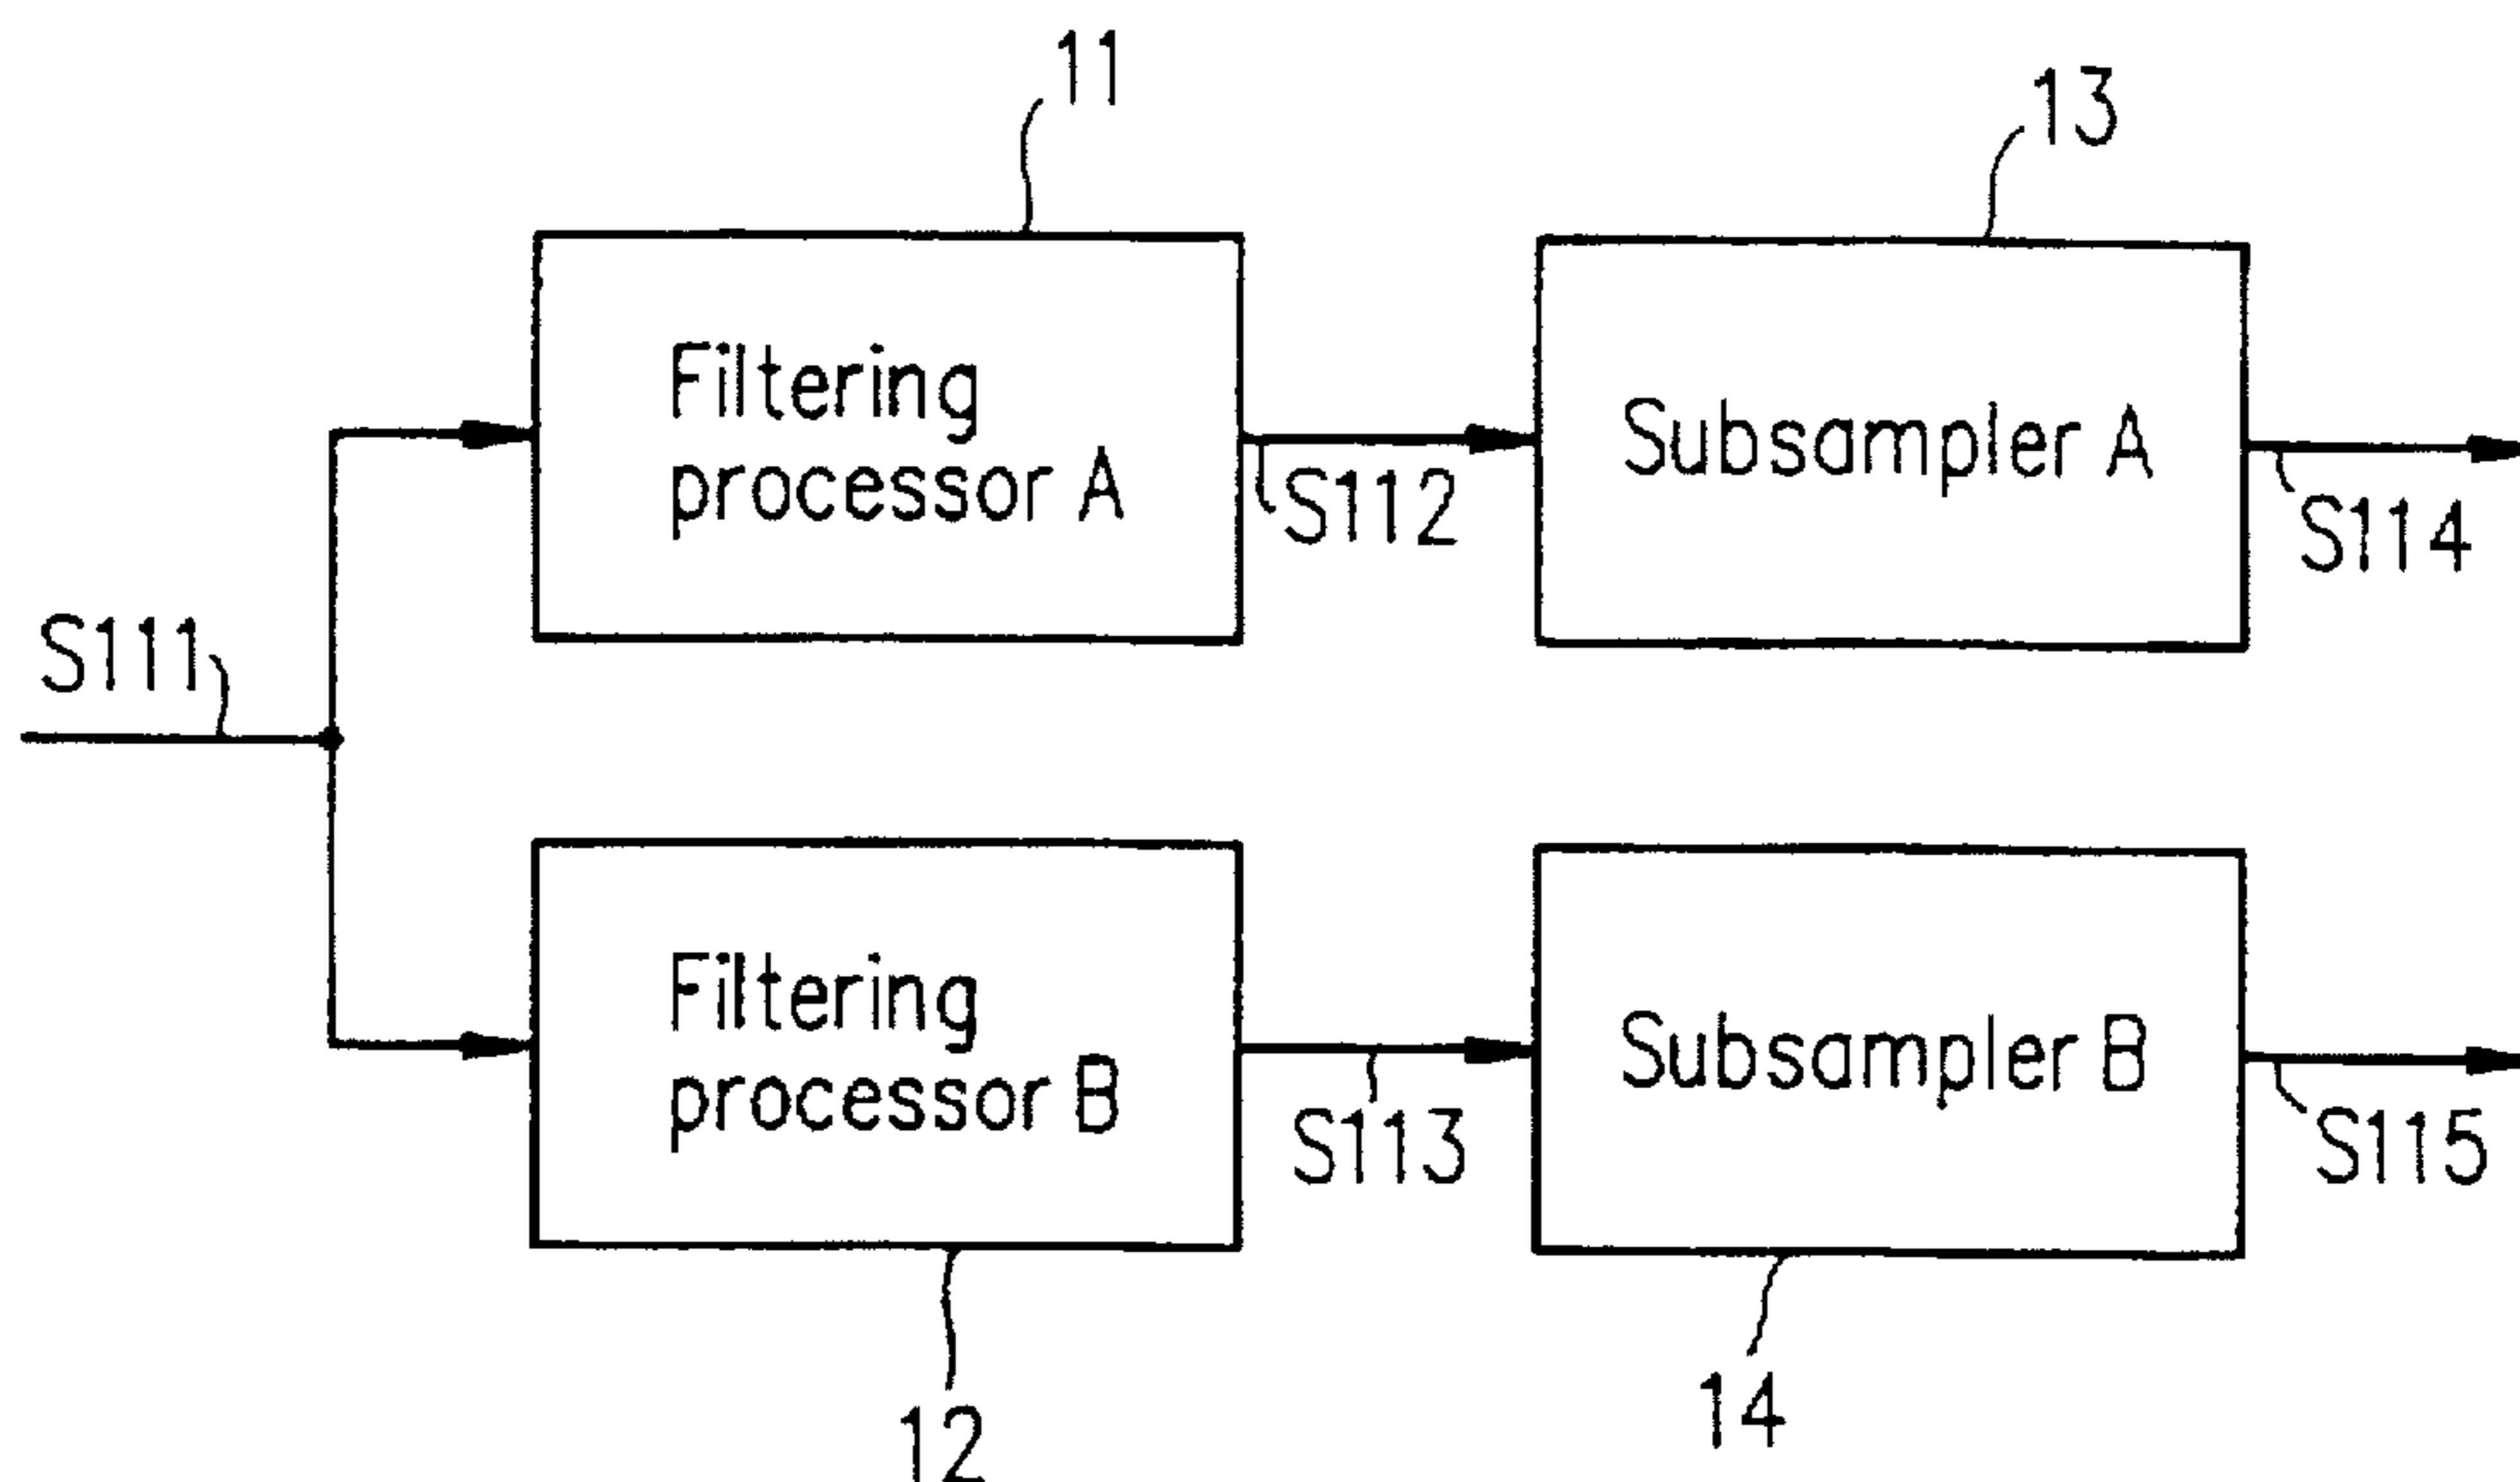 11
13
Filtering
processor A
S112
Subsampler A
S114
S111
Filtering
processor B
S113
Subsampler B
S115
12
14